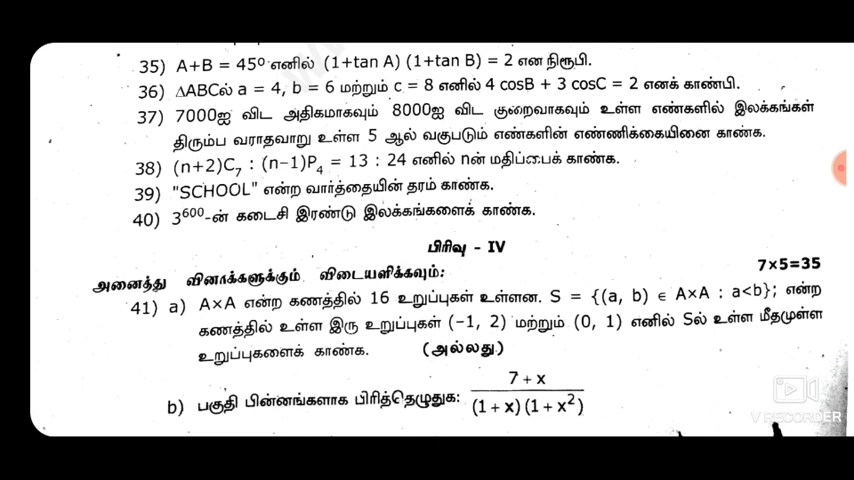 35) A+B = 45° எனில் (1+tan A) (1+tan B) = 2 என நிரூபி.
36) ΔABCல் a = 4, b = 6 மற்றும் c = 8 எனில் 4 cosB + 3 cosC = 2 எனக் காண்பி.
37) 7000ஐ விட அதிகமாகவும் 8000ஐ விட குறைவாகவும் உள்ள எண்களில் இலக்கங்கள்
திரும்ப வராதவாறு உள்ள 5 ஆல் வகுபடும் எண்களின் எண்ணிக்கையினை காண்க.
38) (n+2)C₇ : (n−1)P₄ = 13 : 24 எனில் nன் மதிப்பைக் காண்க.
39) "SCHOOL" என்ற வார்த்தையின் தரம் காண்க.
40) 3⁶⁰⁰-ன் கடைசி இரண்டு இலக்கங்களைக் காண்க.
பிரிவு - IV
அனைத்து வினாக்களுக்கும் விடையளிக்கவும்: 7×5=35
41) a) A×A என்ற கணத்தில் 16 உறுப்புகள் உள்ளன. S = {(a, b) ∈ A×A : a<b}; என்ற
கணத்தில் உள்ள இரு உறுப்புகள் (−1, 2) மற்றும் (0, 1) எனில் Sல் உள்ள மீதமுள்ள
உறுப்புகளைக் காண்க. (அல்லது)
b) பகுதி பின்னங்களாக பிரித்தெழுதுக: 7 + x / (1 + x) (1 + x²)
V RECORDER